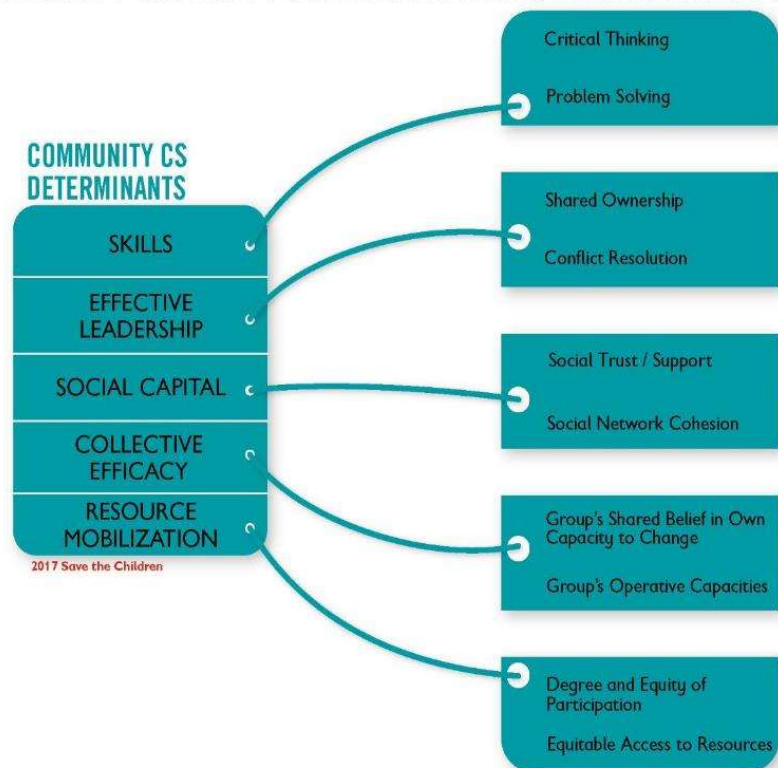 COMMUNITY CS
DETERMINANTS
SKILLS
EFFECTIVE
LEADERSHIP
SOCIAL CAPITAL
COLLECTIVE
EFFICACY
RESOURCE
MOBILIZATION
2017 Save the Children
Critical Thinking
Problem Solving
Shared Ownership
Conflict Resolution
Social Trust / Support
Social Network Cohesion
Group's Shared Belief in Own
Capacity to Change
Group's Operative Capacities
Degree and Equity of
Participation
Equitable Access to Resources